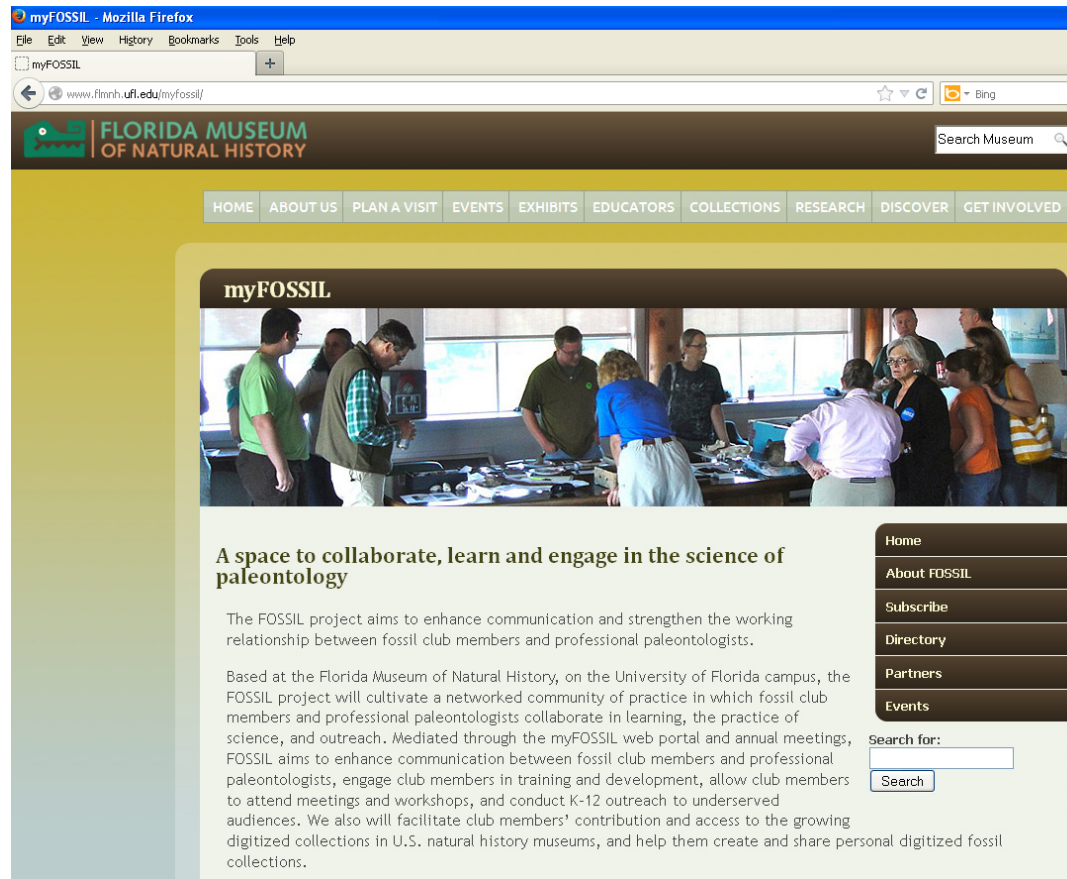 myFOSSIL - Mozilla Firefox
File Edit View History Bookmarks Tools Help
myFOSSIL +
www.flmnh.ufl.edu/myfossil/ Bing
FLORIDA MUSEUM
OF NATURAL HISTORY
Search Museum
HOME ABOUT US PLAN A VISIT EVENTS EXHIBITS EDUCATORS COLLECTIONS RESEARCH DISCOVER GET INVOLVED
myFOSSIL
A space to collaborate, learn and engage in the science of
paleontology
The FOSSIL project aims to enhance communication and strengthen the working
relationship between fossil club members and professional paleontologists.
Based at the Florida Museum of Natural History, on the University of Florida campus, the
FOSSIL project will cultivate a networked community of practice in which fossil club
members and professional paleontologists collaborate in learning, the practice of
science, and outreach. Mediated through the myFOSSIL web portal and annual meetings,
FOSSIL aims to enhance communication between fossil club members and professional
paleontologists, engage club members in training and development, allow club members
to attend meetings and workshops, and conduct K-12 outreach to underserved
audiences. We also will facilitate club members' contribution and access to the growing
digitized collections in U.S. natural history museums, and help them create and share personal digitized fossil
collections.
Home
About FOSSIL
Subscribe
Directory
Partners
Events
Search for:
Search